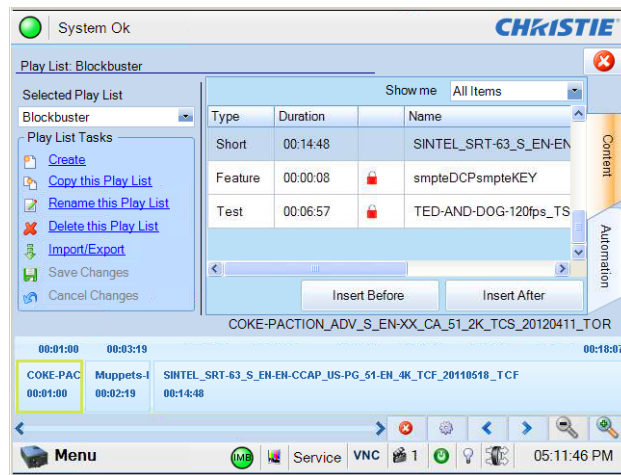 System Ok
CHRISTIE
Play List: Blockbuster
Selected Play List
Blockbuster
Play List Tasks
Create
Copy this Play List
Rename this Play List
Delete this Play List
Import/Export
Save Changes
Cancel Changes
Show me All Items
Type Duration Name
Short 00:14:48 SINTEL_SRT-63_S_EN-EN
Feature 00:00:08 smpteDCPsmpteKEY
Test 00:06:57 TED-AND-DOG-120fps_TS
Insert Before Insert After
Content
Automation
COKE-PACTION_ADV_S_EN-XX_CA_51_2K_TCS_20120411_TOR
00:01:00 00:03:19 00:18:07
COKE-PAC Muppets- SINTEL_SRT-63_S_EN-EN-CCAP_US-PG_51-EN_4K_TCF_20110518_TCF
00:01:00 00:02:19 00:14:48
Menu IMB Service VNC 1 05:11:46 PM